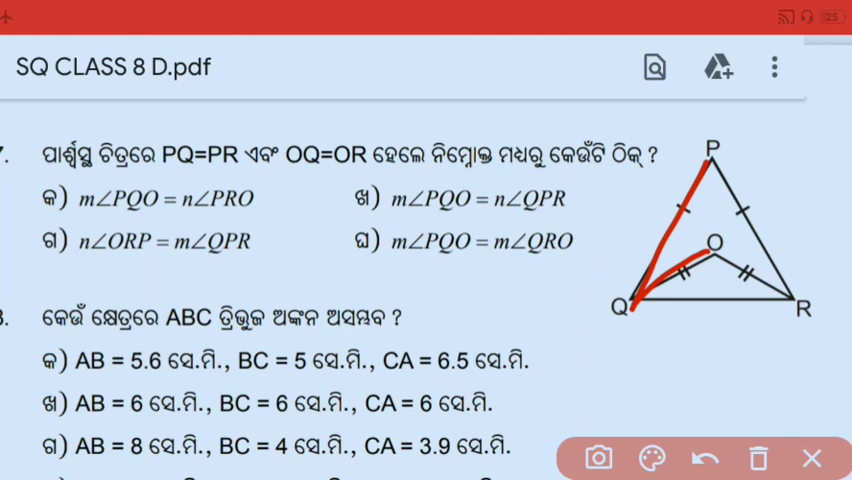 25
SQ CLASS 8 D.pdf
7. ପାର୍ଶ୍ୱସ୍ଥ ଚିତ୍ରରେ PQ=PR ଏବଂ OQ=OR ହେଲେ ନିମ୍ନୋକ୍ତ ମଧ୍ୟରୁ କେଉଁଟି ଠିକ୍ ?
କ) m∠PQO = n∠PRO ଖ) m∠PQO = n∠QPR
ଗ) n∠ORP = m∠QPR ଘ) m∠PQO = m∠QRO
P
O
Q
R
3. କେଉଁ କ୍ଷେତ୍ରରେ ABC ତ୍ରିଭୁଜ ଅଙ୍କନ ଅସମ୍ଭବ ?
କ) AB = 5.6 ସେ.ମି., BC = 5 ସେ.ମି., CA = 6.5 ସେ.ମି.
ଖ) AB = 6 ସେ.ମି., BC = 6 ସେ.ମି., CA = 6 ସେ.ମି.
ଗ) AB = 8 ସେ.ମି., BC = 4 ସେ.ମି., CA = 3.9 ସେ.ମି.